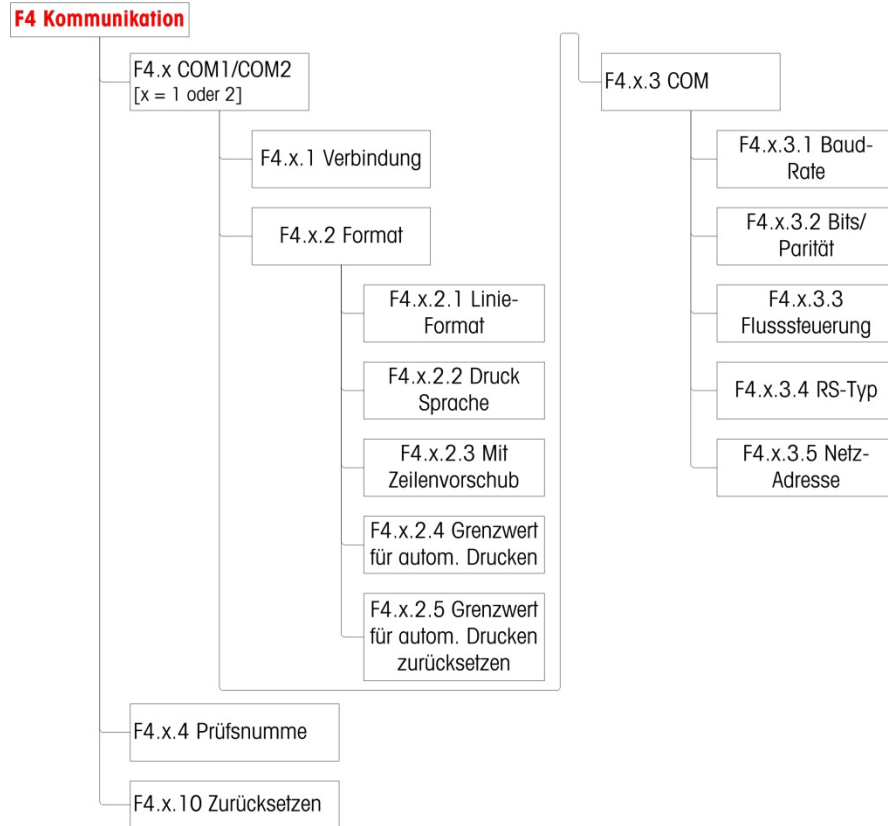 F4 Kommunikation
F4.x COM1/COM2
[x = 1 oder 2]
F4.x.1 Verbindung
F4.x.2 Format
F4.x.2.1 Linie-
Format
F4.x.2.2 Druck
Sprache
F4.x.2.3 Mit
Zeilenvorschub
F4.x.2.4 Grenzwert
für autom. Drucken
F4.x.2.5 Grenzwert
für autom. Drucken
zurücksetzen
F4.x.3 COM
F4.x.3.1 Baud-
Rate
F4.x.3.2 Bits/
Parität
F4.x.3.3
Flusssteuerung
F4.x.3.4 RS-Typ
F4.x.3.5 Netz-
Adresse
F4.x.4 Prüfsnumme
F4.x.10 Zurücksetzen